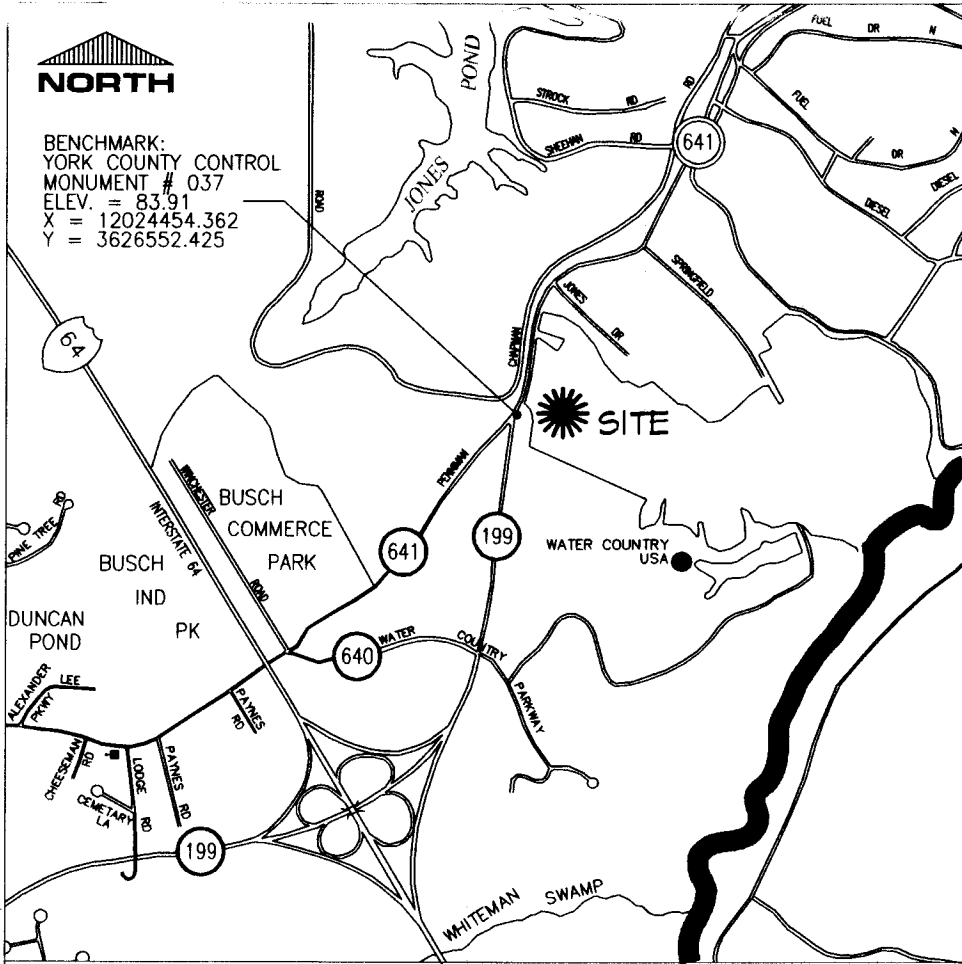 NORTH
BENCHMARK:
YORK COUNTY CONTROL
MONUMENT # 037
ELEV. = 83.91
X = 12024454.362
Y = 3626552.425
FUEL DR N
POND
STROCK RD
RD
SHEEHAN RD
641
FUEL
DR N
DIESEL
DIESEL
JONES
ROAD
SPRINGFIELD
JONES DR
64
CHAPMAN
SITE
PENNIMAN
WINCHESTER
ROAD
BUSCH
COMMERCE
PARK
INTERSTATE 64
PINE TREE RD
641
199
WATER COUNTRY
USA
BUSCH
IND
PK
DUNCAN
POND
640
WATER COUNTRY
PARKWAY
ALEXANDER LEE
PKWY
PAYNES
RD
CHEESEMAN
RD
LODGE
RD
PAYNES RD
CEMETARY
LA
199
WHITEMAN SWAMP